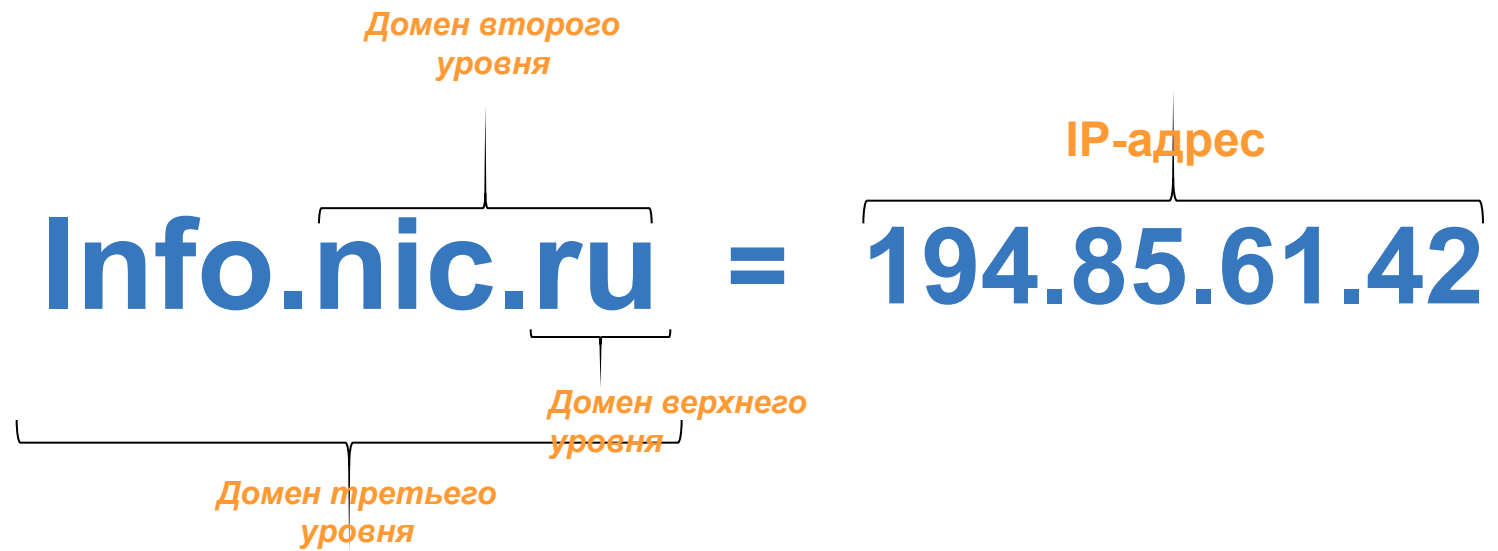 Домен второго
уровня
IP-адрес
Info.nic.ru = 194.85.61.42
Домен верхнего
уровня
Домен третьего
уровня